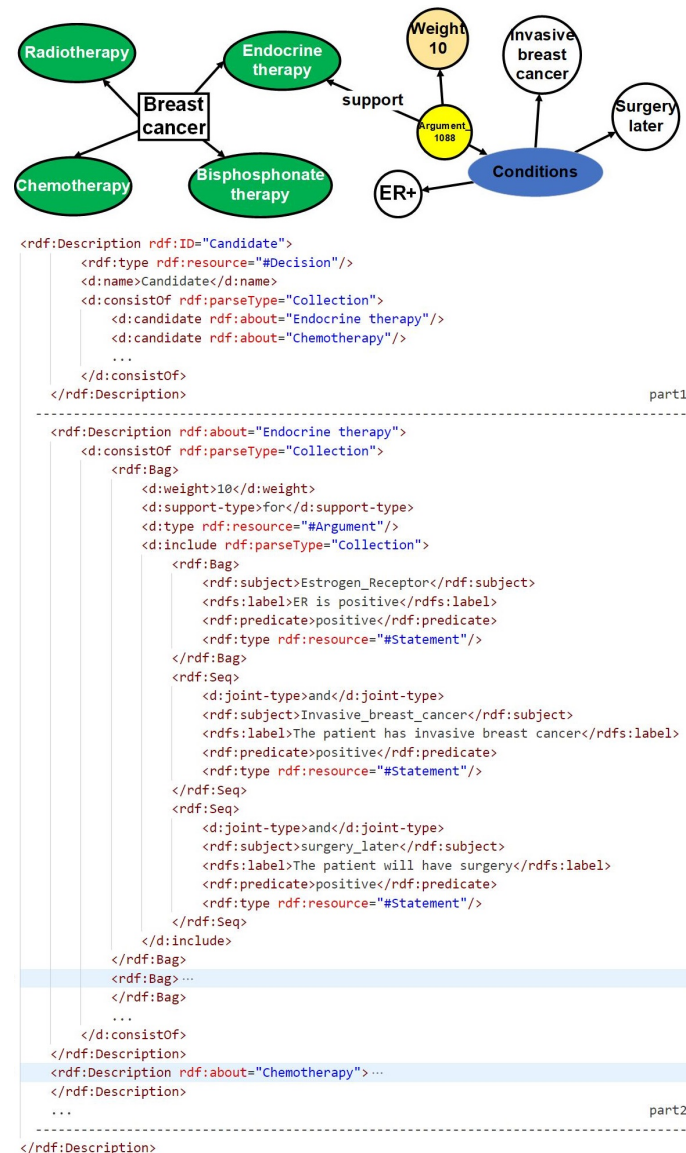 Radiotherapy
Endocrine
therapy
Weight
10
Invasive
breast
cancer
Breast
cancer
support
Argument_
1088
Surgery
later
Chemotherapy
Bisphosphonate
therapy
ER+
Conditions
<rdf:Description rdf:ID="Candidate">
<rdf:type rdf:resource="#Decision"/>
<d:name>Candidate</d:name>
<d:consistOf rdf:parseType="Collection">
<d:candidate rdf:about="Endocrine therapy"/>
<d:candidate rdf:about="Chemotherapy"/>
...
</d:consistOf>
</rdf:Description> part1
<rdf:Description rdf:about="Endocrine therapy">
<d:consistOf rdf:parseType="Collection">
<rdf:Bag>
<d:weight>10</d:weight>
<d:support-type>for</d:support-type>
<d:type rdf:resource="#Argument"/>
<d:include rdf:parseType="Collection">
<rdf:Bag>
<rdf:subject>Estrogen_Receptor</rdf:subject>
<rdfs:label>ER is positive</rdfs:label>
<rdf:predicate>positive</rdf:predicate>
<rdf:type rdf:resource="#Statement"/>
</rdf:Bag>
<rdf:Seq>
<d:joint-type>and</d:joint-type>
<rdf:subject>Invasive_breast_cancer</rdf:subject>
<rdfs:label>The patient has invasive breast cancer</rdfs:label>
<rdf:predicate>positive</rdf:predicate>
<rdf:type rdf:resource="#Statement"/>
</rdf:Seq>
<rdf:Seq>
<d:joint-type>and</d:joint-type>
<rdf:subject>surgery_later</rdf:subject>
<rdfs:label>The patient will have surgery</rdfs:label>
<rdf:predicate>positive</rdf:predicate>
<rdf:type rdf:resource="#Statement"/>
</rdf:Seq>
</d:include>
</rdf:Bag>
<rdf:Bag>...
</rdf:Bag>
...
</d:consistOf>
</rdf:Description>
<rdf:Description rdf:about="Chemotherapy">...
</rdf:Description>
... part2
</rdf:Description>